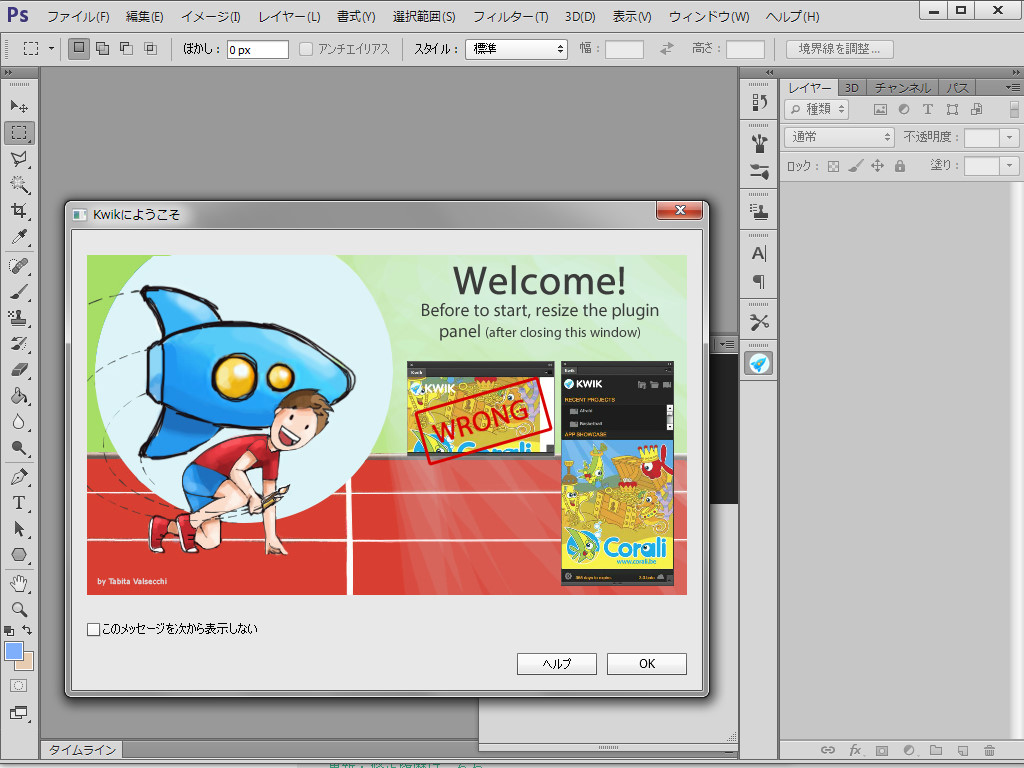 Ps ファイル(F) 編集(E) イメージ(I) レイヤー(L) 書式(Y) 選択範囲(S) フィルター(T) 3D(D) 表示(V) ウィンドウ(W) ヘルプ(H)
ぼかし : 0 px アンチエイリアス スタイル : 標準 幅 : 高さ : 境界線を調整...
レイヤー 3D チャンネル パス
種類
通常 不透明度 :
ロック : 塗り :
Kwikにようこそ
Welcome!
Before to start, resize the plugin
panel (after closing this window)
Kwik
KWIK
WRONG
Corali
Kwik
KWIK
RECENT PROJECTS
Basketball
APP SHOWCASE
Corali
www.corali.be
by Tabita Valsecchi
このメッセージを次から表示しない
ヘルプ OK
タイムライン